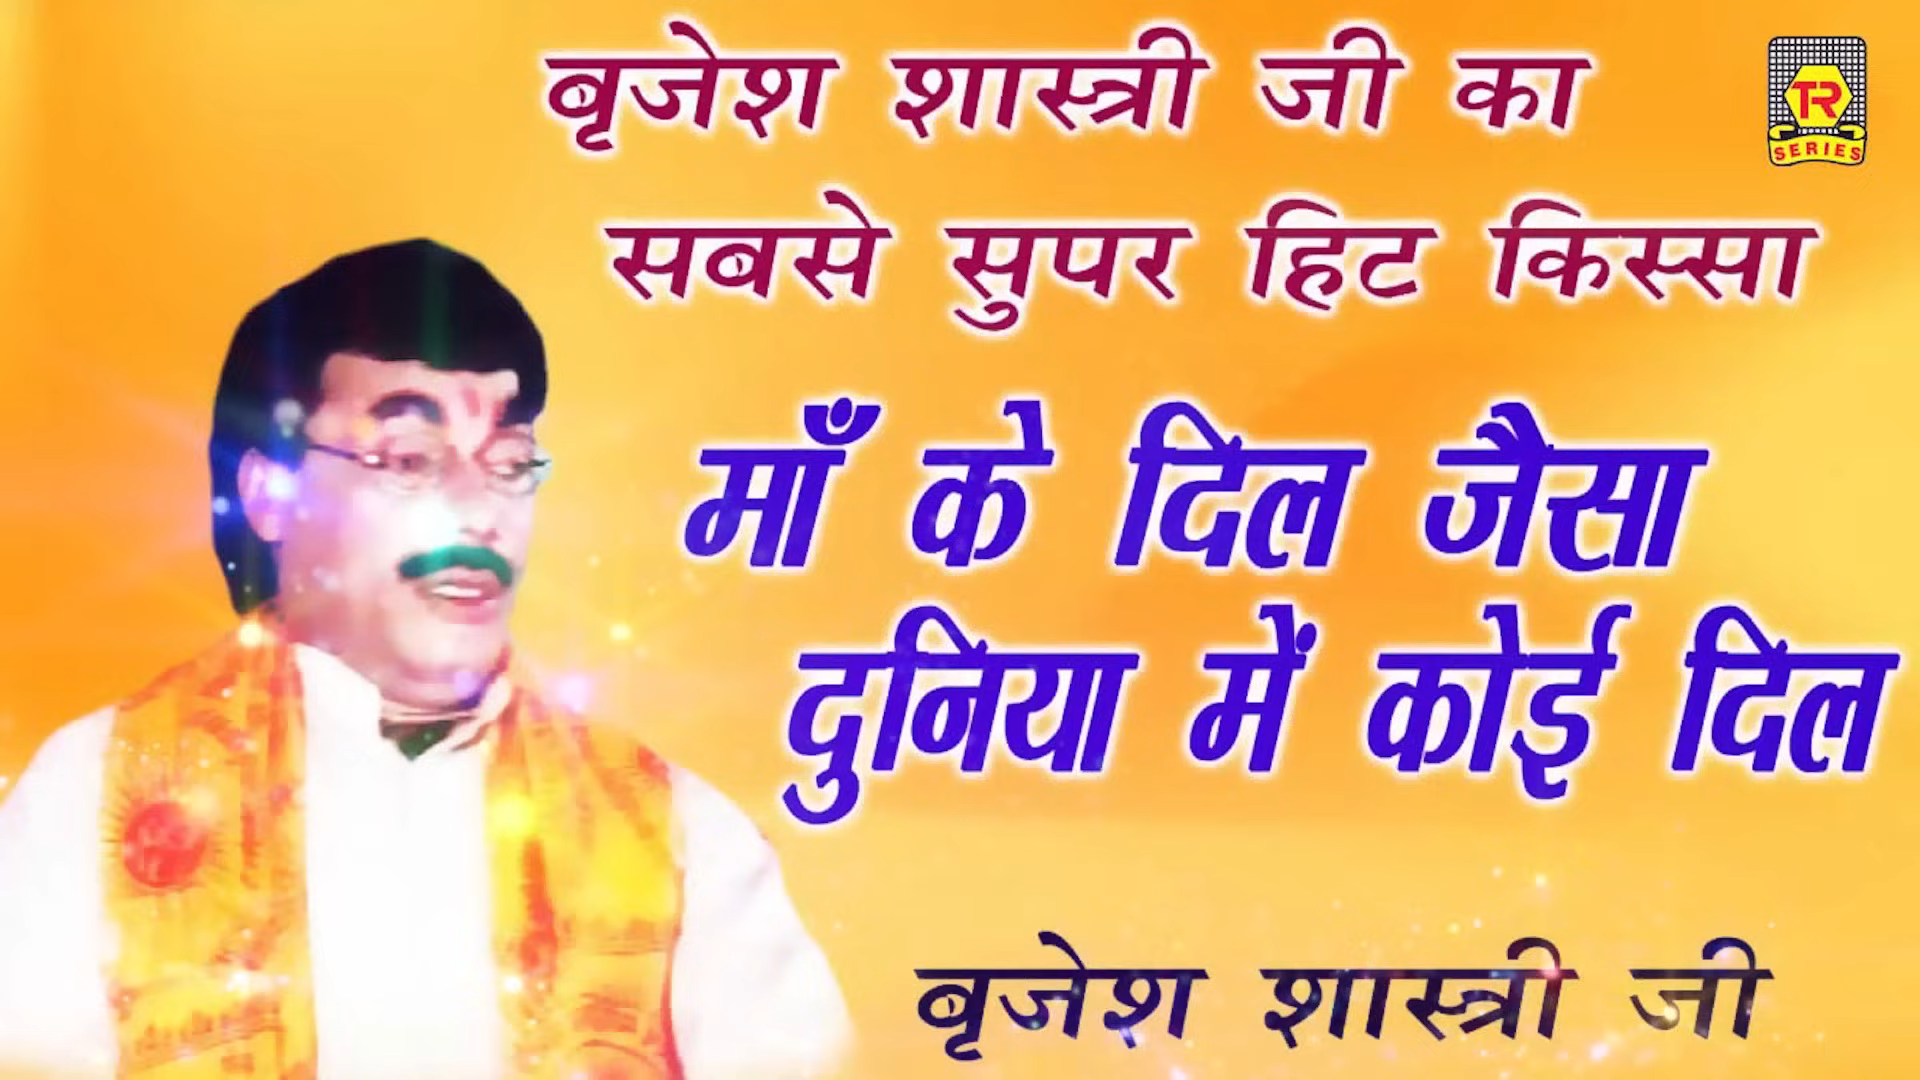 बृजेश शास्त्री जी का
सबसे सुपर हिट किस्सा
माँ के दिल जैसा
दुनिया में कोई दिल
बृजेश शास्त्री जी
TR
SERIES